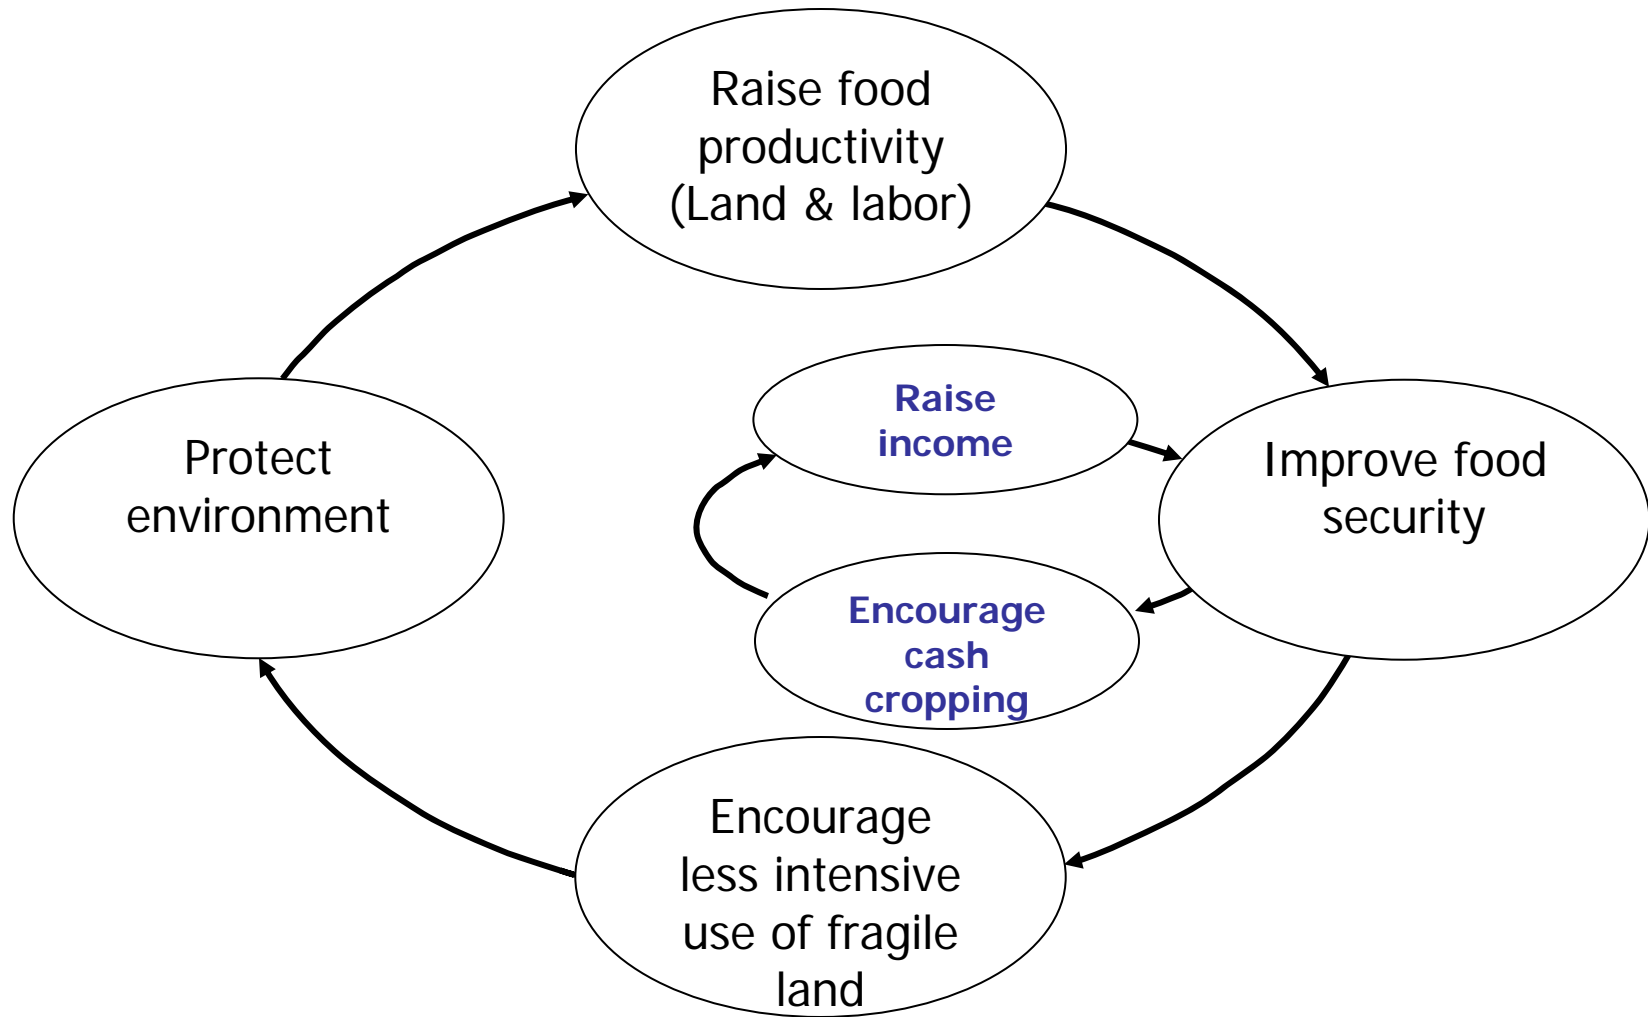 Raise food
productivity
(Land & labor)
Raise
income
Protect
environment
Improve food
security
Encourage
cash
cropping
Encourage
less intensive
use of fragile
land